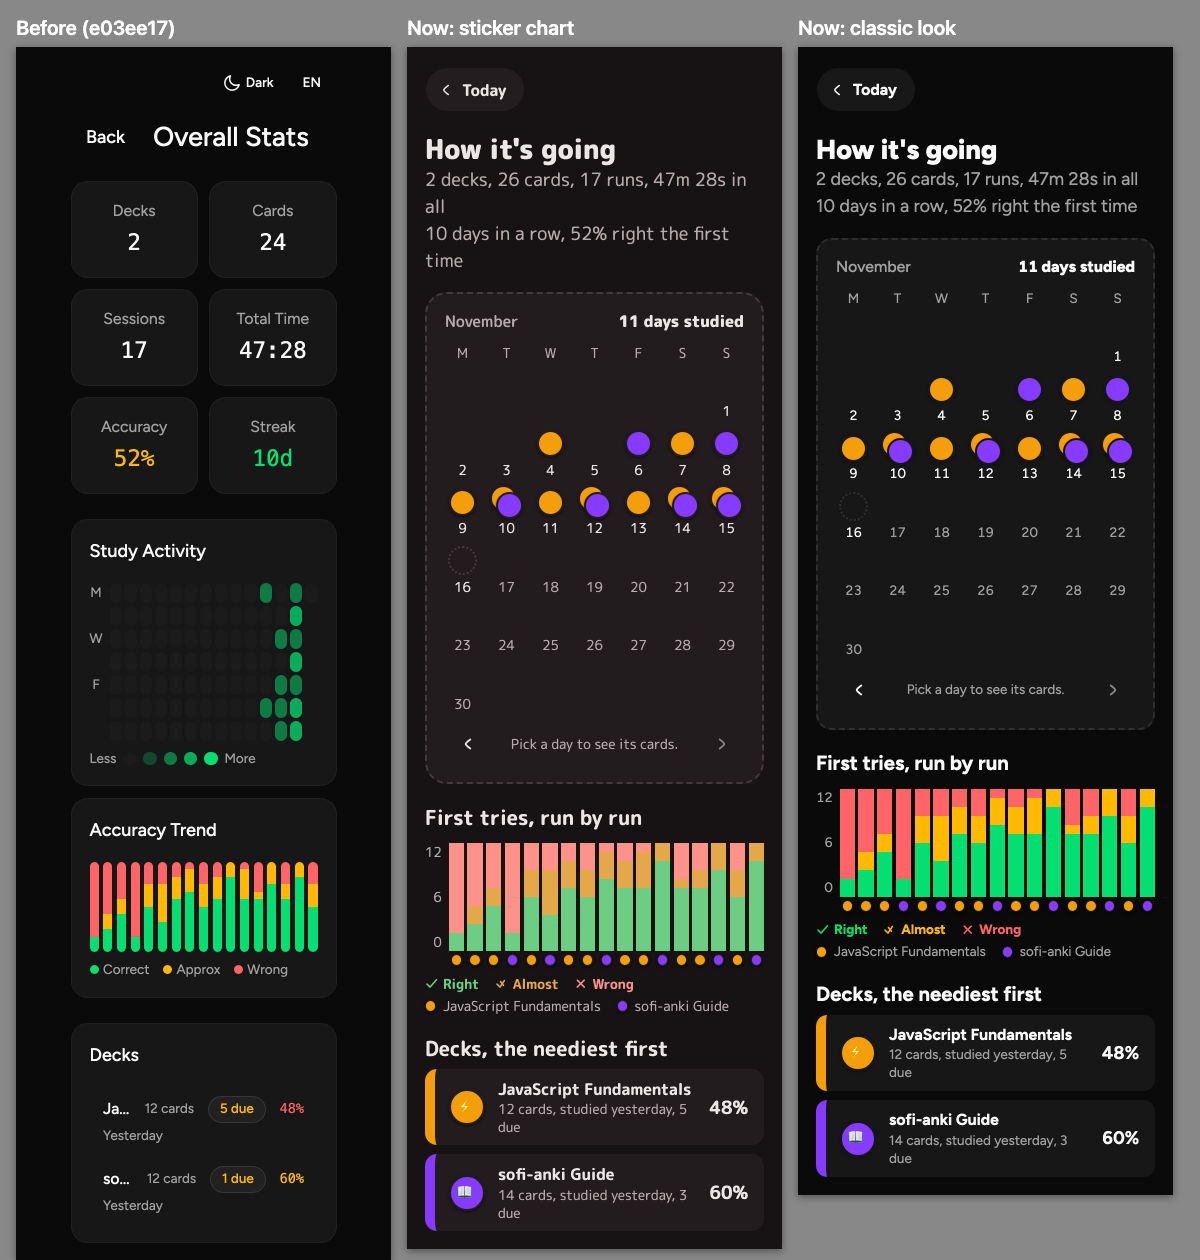 Before (e03ee17)
Dark EN
Back Overall Stats
Decks Cards
2 24
Sessions Total Time
17 47:28
Accuracy Streak
52% 10d
Study Activity
M
W
F
Less More
Accuracy Trend
Correct Approx Wrong
Decks
Ja... 12 cards 5 due 48%
Yesterday
so... 12 cards 1 due 60%
Yesterday
Now: sticker chart
Today
How it's going
2 decks, 26 cards, 17 runs, 47m 28s in
all
10 days in a row, 52% right the first
time
November 11 days studied
M T W T F S S
1
2 3 4 5 6 7 8
9 10 11 12 13 14 15
16 17 18 19 20 21 22
23 24 25 26 27 28 29
30
Pick a day to see its cards.
First tries, run by run
12
6
0
Right Almost Wrong
JavaScript Fundamentals sofi-anki Guide
Decks, the neediest first
JavaScript Fundamentals
12 cards, studied yesterday, 5
due
48%
sofi-anki Guide
14 cards, studied yesterday, 3
due
60%
Now: classic look
Today
How it's going
2 decks, 26 cards, 17 runs, 47m 28s in all
10 days in a row, 52% right the first time
November 11 days studied
M T W T F S S
1
2 3 4 5 6 7 8
9 10 11 12 13 14 15
16 17 18 19 20 21 22
23 24 25 26 27 28 29
30
Pick a day to see its cards.
First tries, run by run
12
6
0
Right Almost Wrong
JavaScript Fundamentals sofi-anki Guide
Decks, the neediest first
JavaScript Fundamentals
12 cards, studied yesterday, 5
due
48%
sofi-anki Guide
14 cards, studied yesterday, 3
due
60%